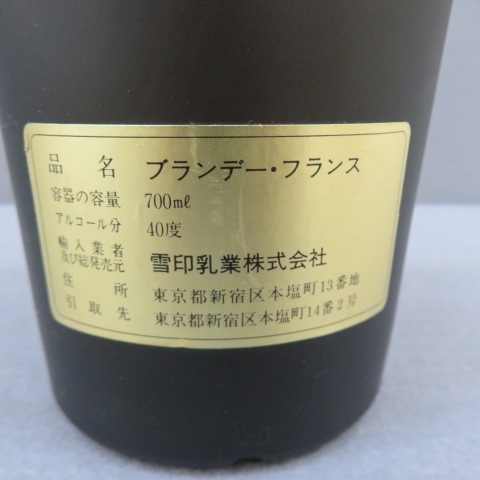 品名 ブランデー・フランス
容器の容量 700㎖
アルコール分 40度
輸入業者
及び総発売元 雪印乳業株式会社
住所 東京都新宿区本塩町13番地
引取先 東京都新宿区本塩町14番2号